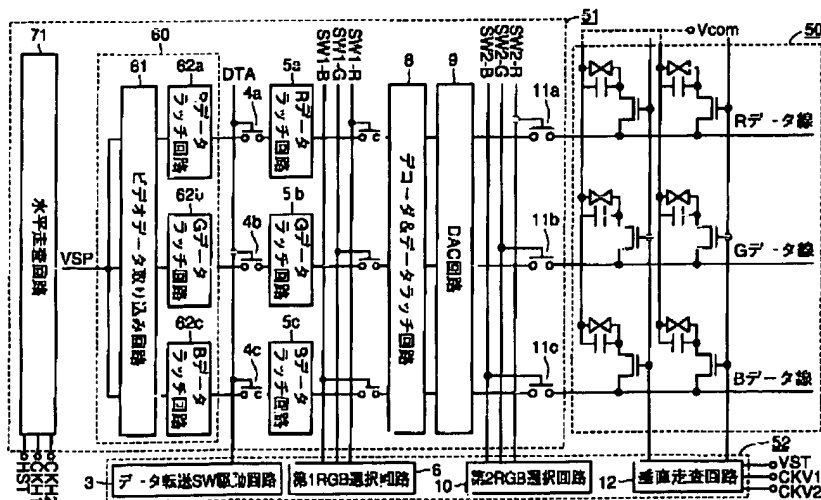 71
水平走査回路
HST
CKH1
CKH2
VSP
60
61
ビデオデータ取り込み回路
62a
Rデータラッチ回路
62b
Gデータラッチ回路
62c
Bデータラッチ回路
DTA
4a
4b
4c
5a
Rデータラッチ回路
5b
Gデータラッチ回路
5c
Bデータラッチ回路
SW1-B
SW1-G
SW1-R
8
デコーダ&データラッチ回路
9
DAC回路
SW2-B
SW2-G
SW2-R
51
11a
11b
11c
Vcom
50
Rデータ線
Gデータ線
Bデータ線
52
3
データ転送SW駆動回路
第1RGB選択回路
6
10
第2RGB選択回路
12
垂直走査回路
VST
CKV1
CKV2